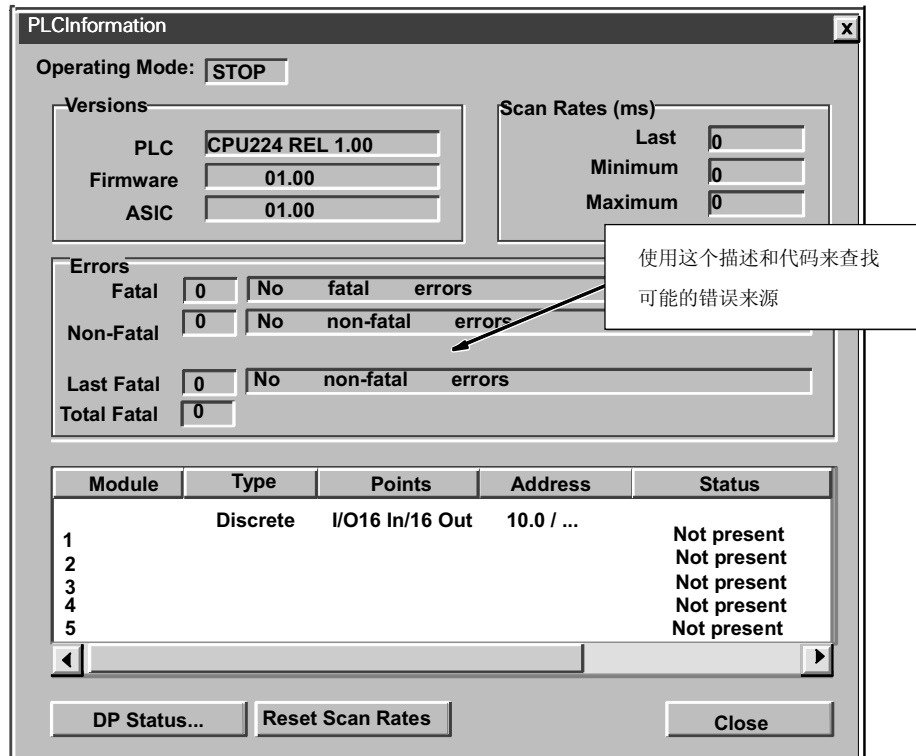 PLCInformation
x
Operating Mode: STOP
Versions
PLC CPU224 REL 1.00
Firmware 01.00
ASIC 01.00
Scan Rates (ms)
Last 0
Minimum 0
Maximum 0
使用这个描述和代码来查找
可能的错误来源
Errors
Fatal 0 No fatal errors
Non-Fatal 0 No non-fatal errors
Last Fatal 0 No non-fatal errors
Total Fatal 0
Module Type Points Address Status
Discrete I/O16 In/16 Out 10.0 / ...
1 Not present
2 Not present
3 Not present
4 Not present
5 Not present
DP Status... Reset Scan Rates Close